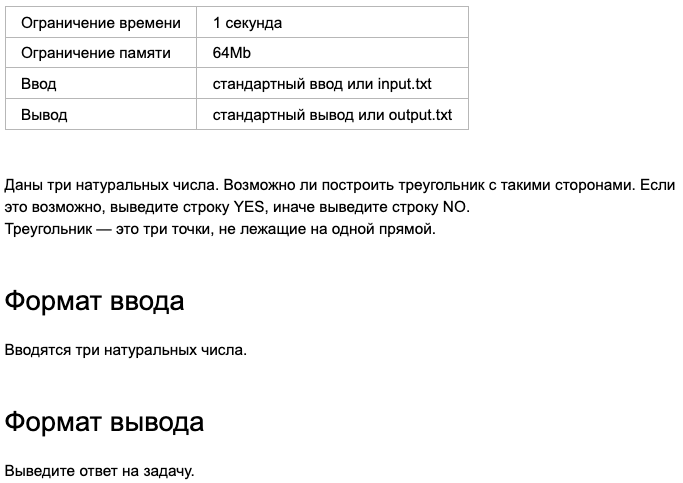 Ограничение времени 1 секунда
Ограничение памяти 64Mb
Ввод стандартный ввод или input.txt
Вывод стандартный вывод или output.txt
Даны три натуральных числа. Возможно ли построить треугольник с такими сторонами. Если
это возможно, выведите строку YES, иначе выведите строку NO.
Треугольник — это три точки, не лежащие на одной прямой.
Формат ввода
Вводятся три натуральных числа.
Формат вывода
Выведите ответ на задачу.